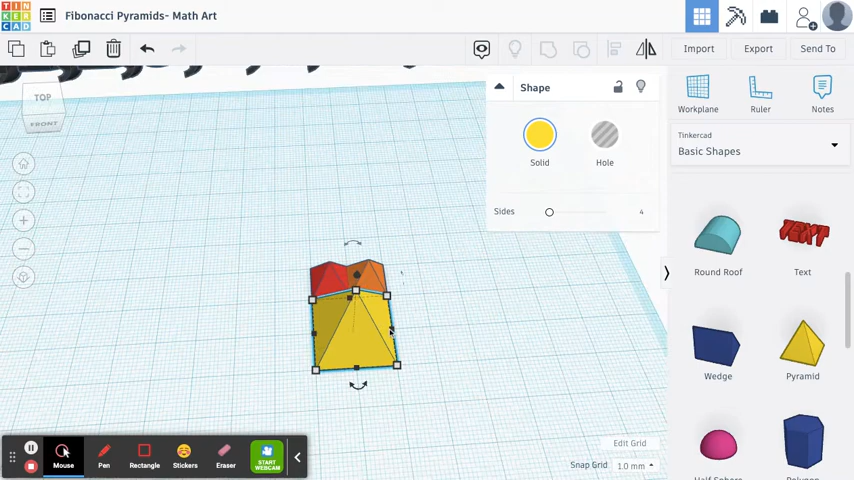 TIN
KER
CAD
Fibonacci Pyramids- Math Art
Import
Export
Send To
TOP
FRONT
Shape
Solid
Hole
Sides
4
Workplane
Ruler
Notes
Tinkercad
Basic Shapes
Round Roof
TEXT
Text
Wedge
Pyramid
Half Sphere
Polygon
Edit Grid
Snap Grid
1.0 mm
Mouse
Pen
Rectangle
Stickers
Eraser
START
WEBCAM